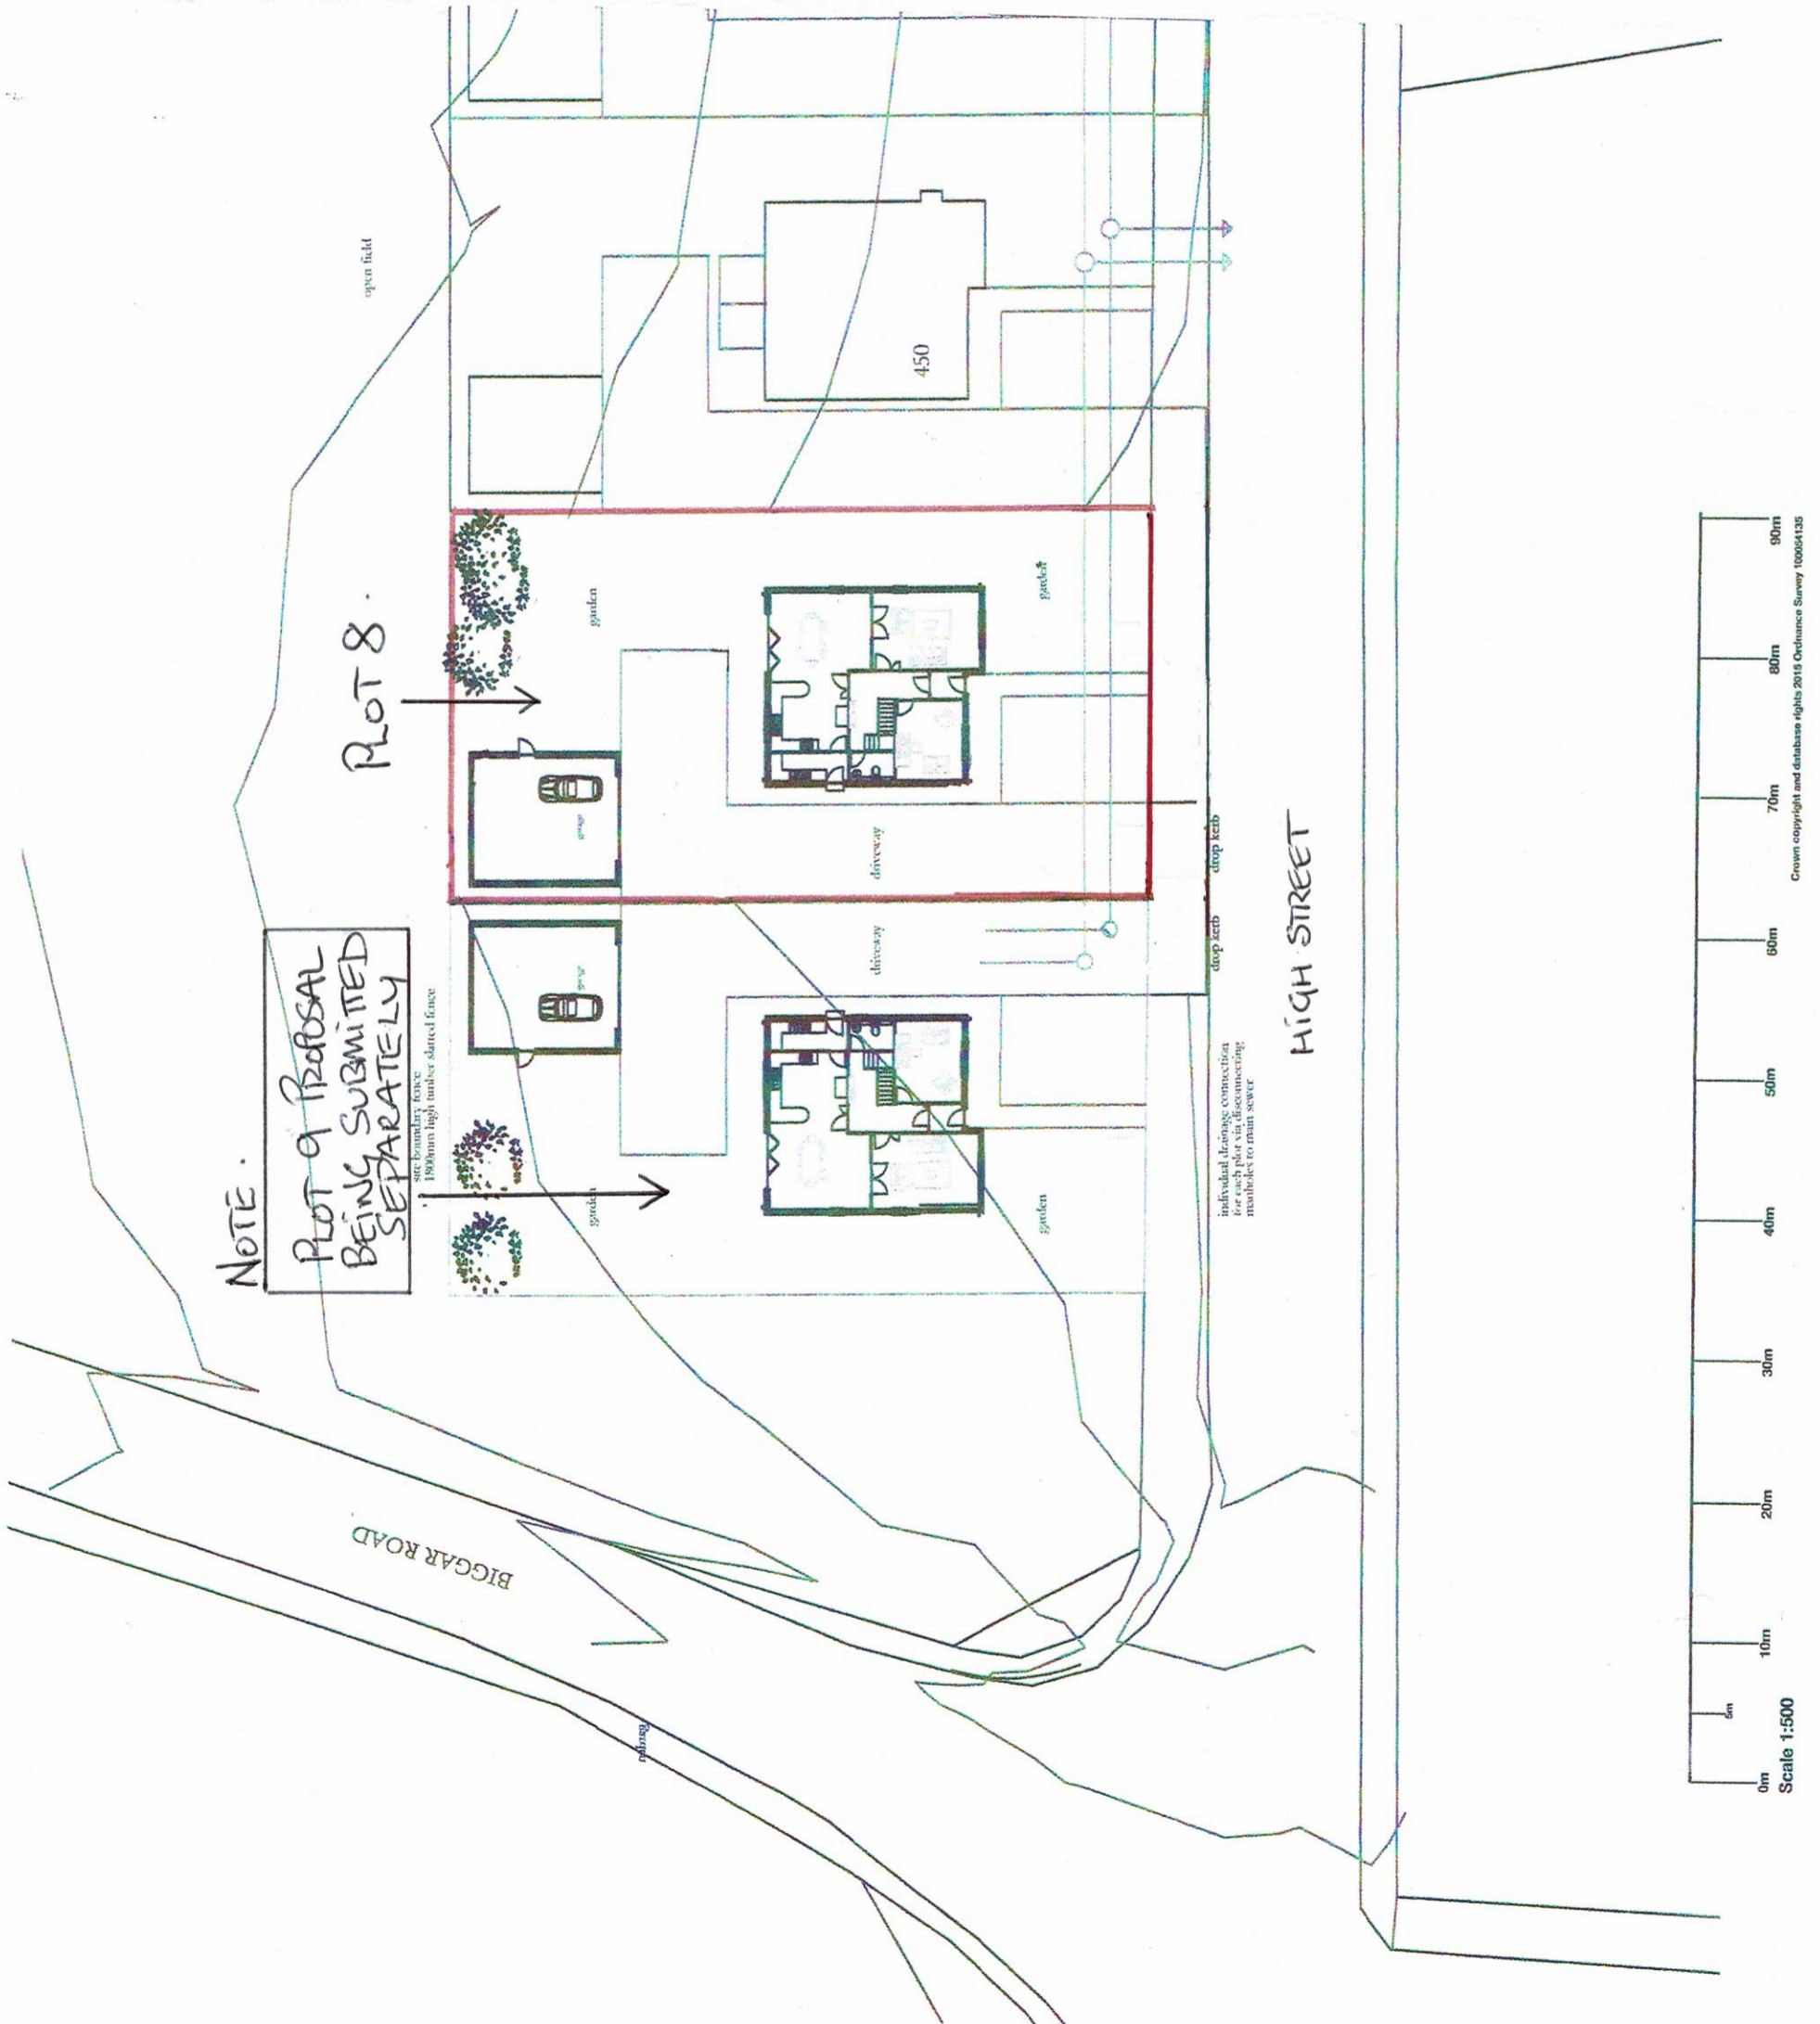 NOTE.
PLOT 9 PROPOSAL
BEING SUBMITTED
SEPARATELY
site boundary fence
1800mm high timber slatted fence
PLOT 8.
open field
BIGGAR ROAD
garden
garden
garage
driveway
driveway
garden
garden
450
drop kerb
drop kerb
individual drainage connection
for each plot via disconnecting
manholes to main sewer
HIGH STREET
0m
5m
10m
20m
30m
40m
50m
60m
70m
80m
90m
Scale 1:500
Crown copyright and database rights 2015 Ordnance Survey 100054135